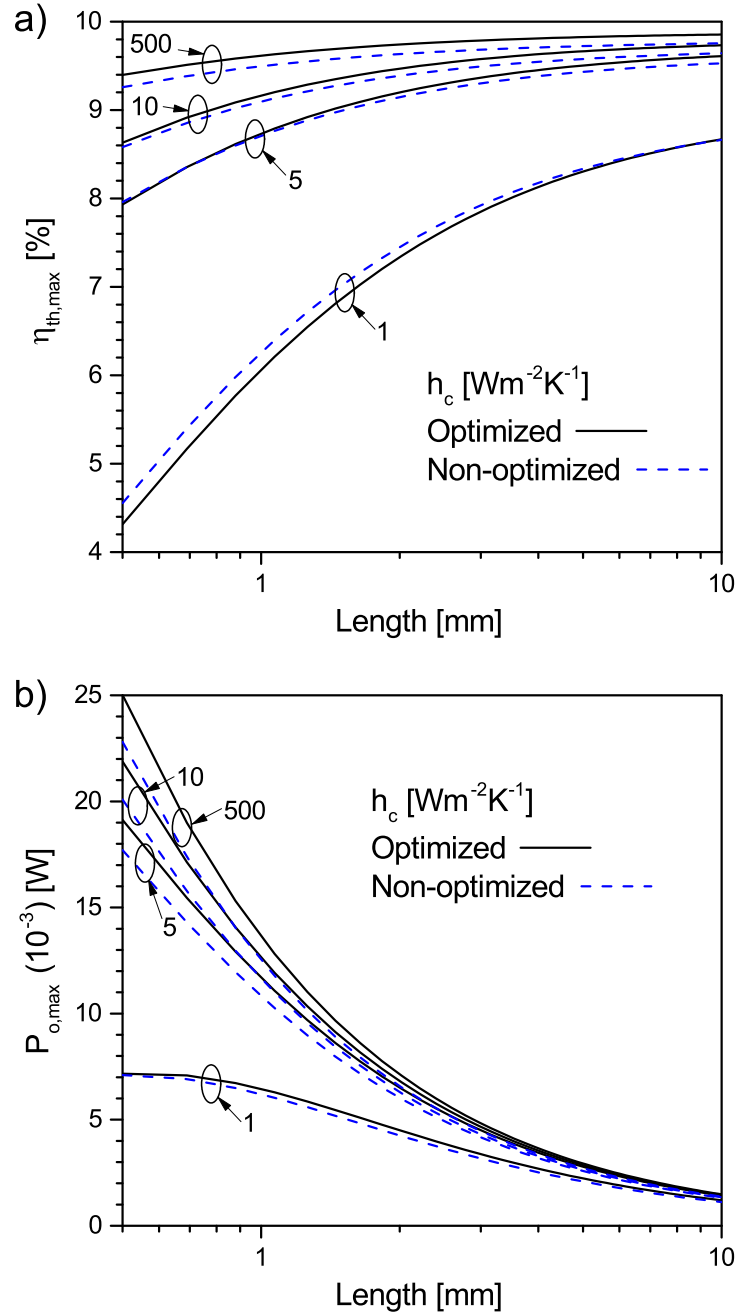 a)
10
9
8
7
6
5
4
η_th,max [%]
500
10
5
1
h_c [Wm⁻²K⁻¹]
Optimized
Non-optimized
1
10
Length [mm]
b)
25
20
15
10
5
0
P_o,max (10⁻³) [W]
10
500
5
1
h_c [Wm⁻²K⁻¹]
Optimized
Non-optimized
1
10
Length [mm]